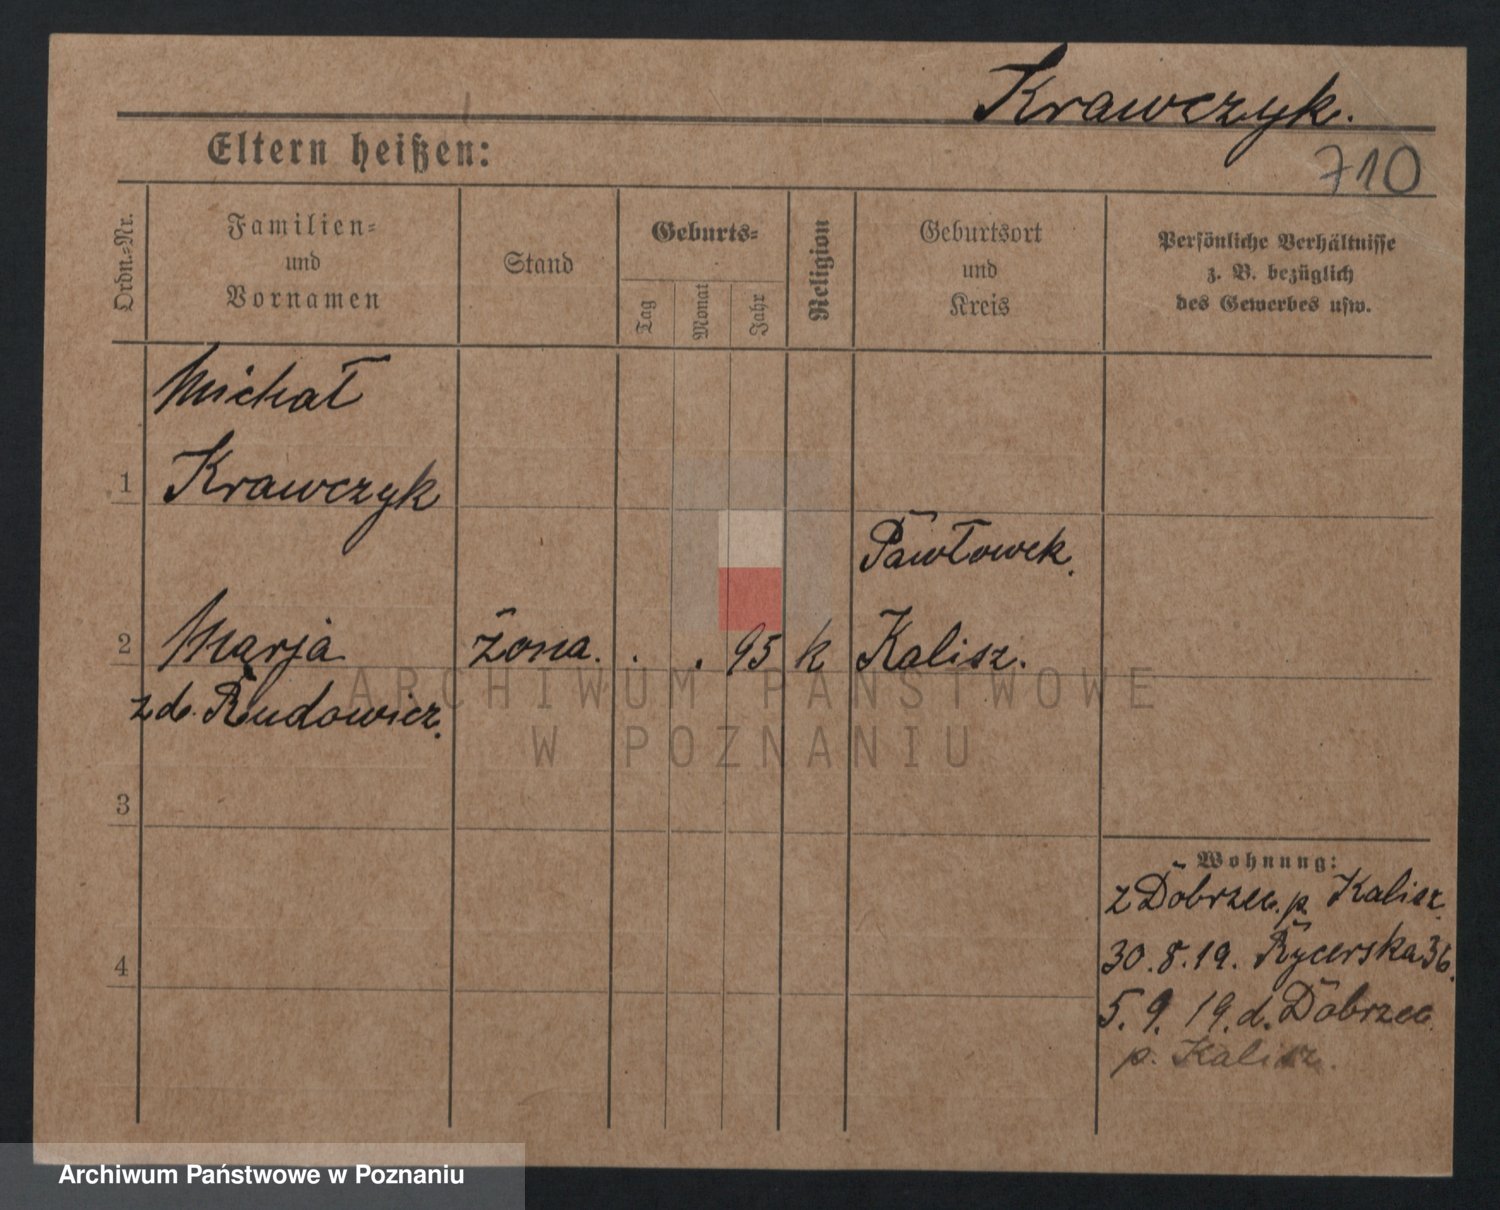 Krawczyk.
710
Eltern heißen:
Ordn.-Nr.
Familien-
und
Vornamen
Stand
Geburts-
Tag
Monat
Jahr
Religion
Geburtsort
und
Kreis
Persönliche Verhältnisse
z. B. bezüglich
des Gewerbes usw.
Michał
1 Krawczyk
Pawłowek.
2 Marja żona. . . 95 k Kalisz.
z d. Rudowicz.
ARCHIWUM PAŃSTWOWE
W POZNANIU
3
Wohnung:
z Dobrzec. p. Kalisz.
30.8.19. Rycerska 36.
4
5.9.19. d. Dobrzec.
p. Kalisz.
Archiwum Państwowe w Poznaniu